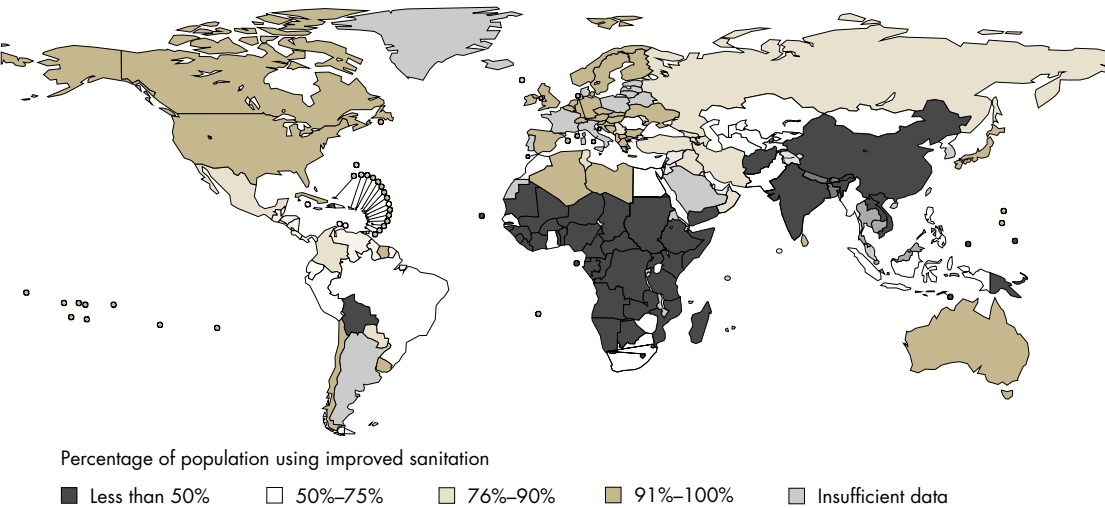 Percentage of population using improved sanitation
Less than 50% 50%–75% 76%–90% 91%–100% Insufficient data